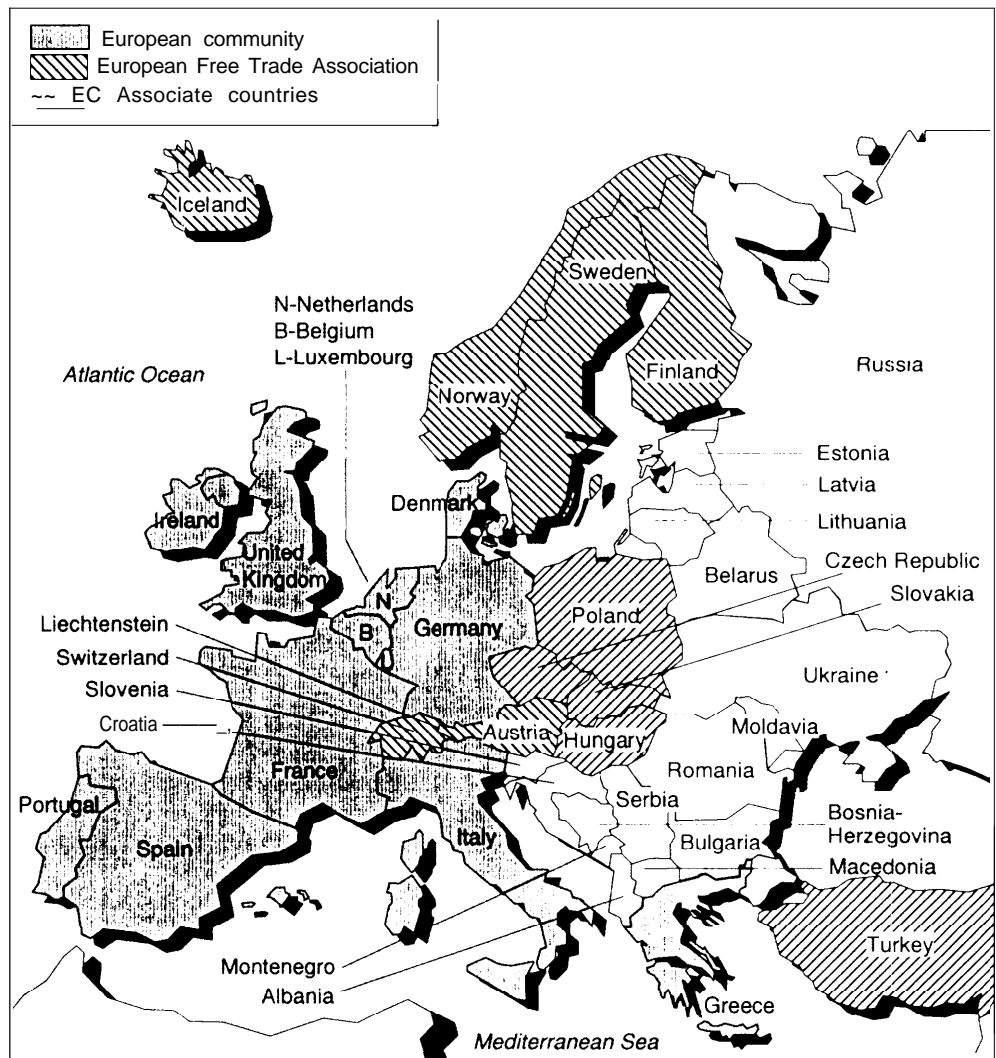 European community
European Free Trade Association
~~ EC Associate countries
Iceland
Sweden
N-Netherlands
B-Belgium
L-Luxembourg
Atlantic Ocean
Finland
Russia
Norway
Estonia
Latvia
Denmark
Lithuania
Ireland
United
Kingdom
Czech Republic
Belarus
Slovakia
N
Poland
B
Germany
L
Liechtenstein
Switzerland
Ukraine
Slovenia
Croatia
Austria
Hungary
Moldavia
France
Romania
Portugal
Serbia
Bosnia-
Herzegovina
Spain
Italy
Bulgaria
Macedonia
Turkey
Montenegro
Albania
Greece
Mediterranean Sea